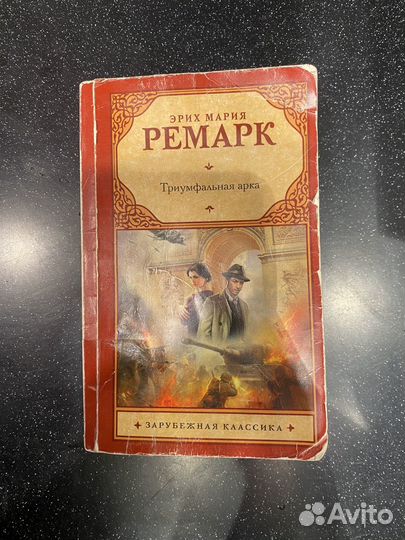 ЭРИХ МАРИЯ
РЕМАРК
Триумфальная арка
ЗАРУБЕЖНАЯ КЛАССИКА
Avito